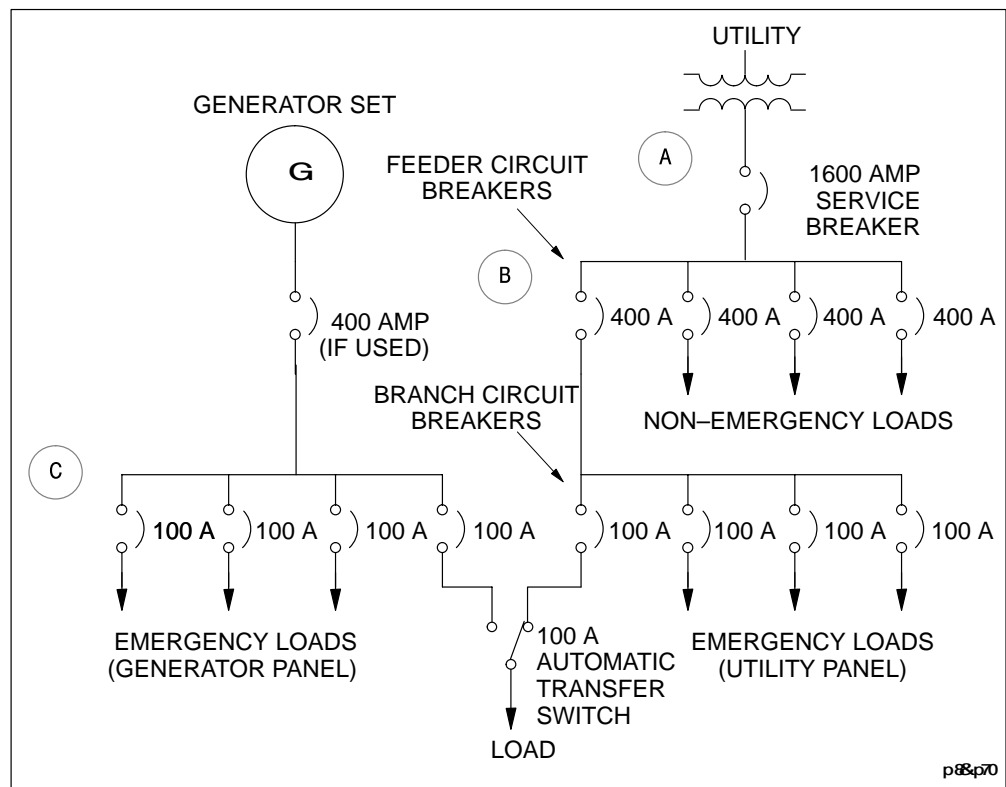 UTILITY
GENERATOR SET
G
A
FEEDER CIRCUIT
BREAKERS
1600 AMP
SERVICE
BREAKER
B
400 AMP
(IF USED)
400 A
400 A
400 A
400 A
BRANCH CIRCUIT
BREAKERS
NON–EMERGENCY LOADS
C
100 A
100 A
100 A
100 A
100 A
100 A
100 A
100 A
EMERGENCY LOADS
(GENERATOR PANEL)
100 A
AUTOMATIC
TRANSFER
SWITCH
EMERGENCY LOADS
(UTILITY PANEL)
LOAD